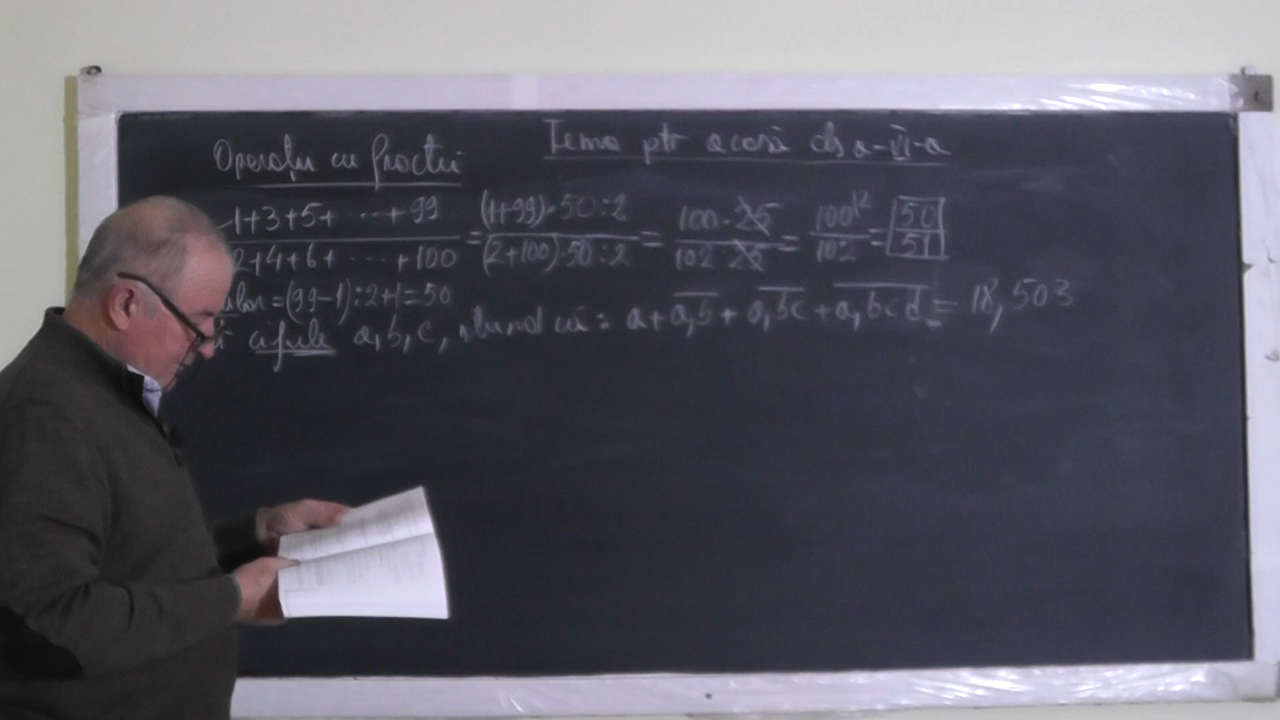 Operații cu fracții
Tema ptr acasă cls a-VI-a
1+3+5+ ..... + 99 / 2+4+6+ ..... +100 = (1+99)·50:2 / (2+100)·50:2 = 100·25 / 102·25 = 100 / 102 = 50 / 51
=(99-1):2+1=50
cifrele a,b,c, știind că: a+a,b+a,bc+a,bcd = 18,503